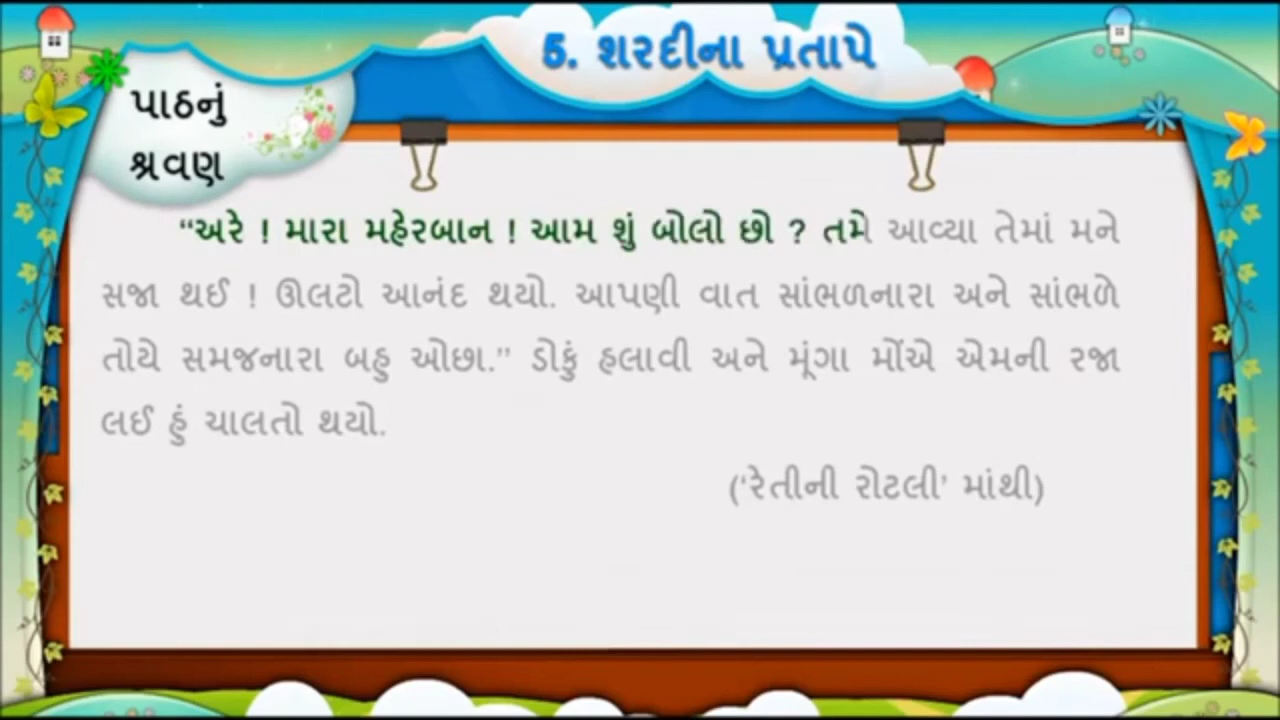 5. શરદીના પ્રતાપે
પાઠનું
શ્રવણ
“અરે ! મારા મહેરબાન ! આમ શું બોલો છો ? તમે આવ્યા તેમાં મને
સજા થઈ ! ઊલટો આનંદ થયો. આપણી વાત સાંભળનારા અને સાંભળે
તોયે સમજનારા બહુ ઓછા.” ડોકું હલાવી અને મૂંગા મોંએ એમની રજા
લઈ હું ચાલતો થયો.
(‘રેતીની રોટલી’ માંથી)